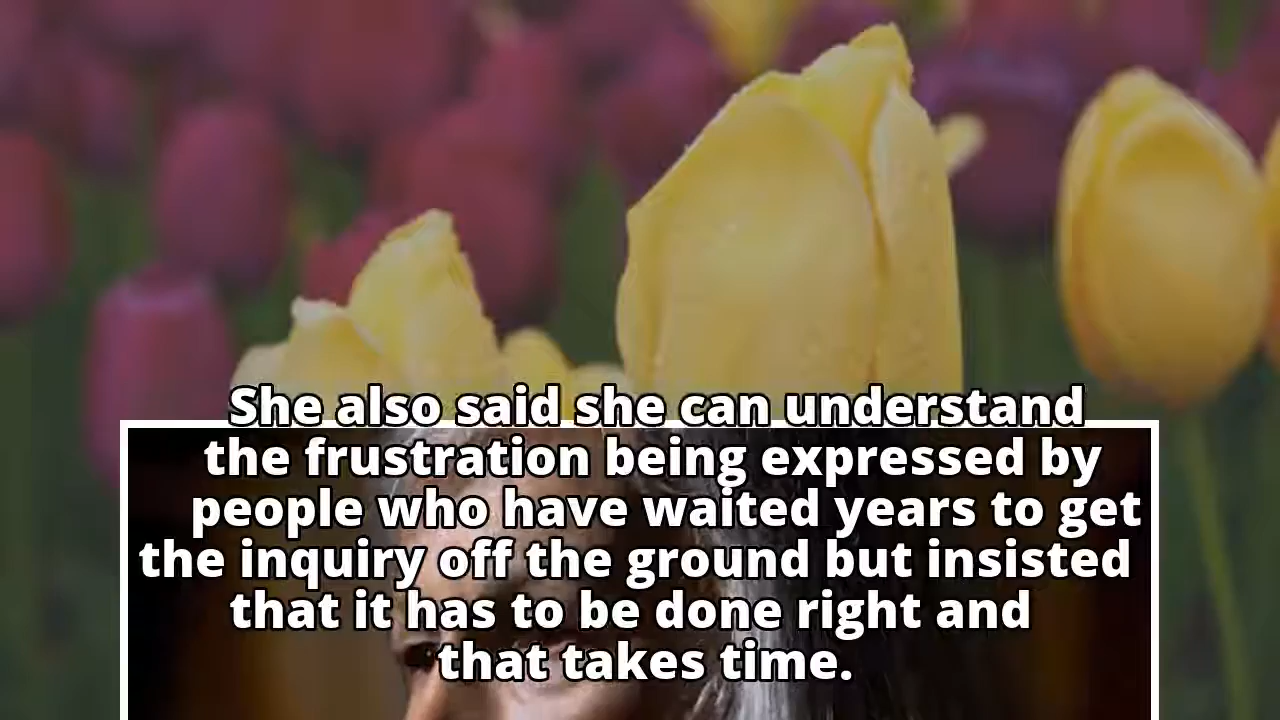 She also said she can understand
the frustration being expressed by
people who have waited years to get
the inquiry off the ground but insisted
that it has to be done right and
that takes time.